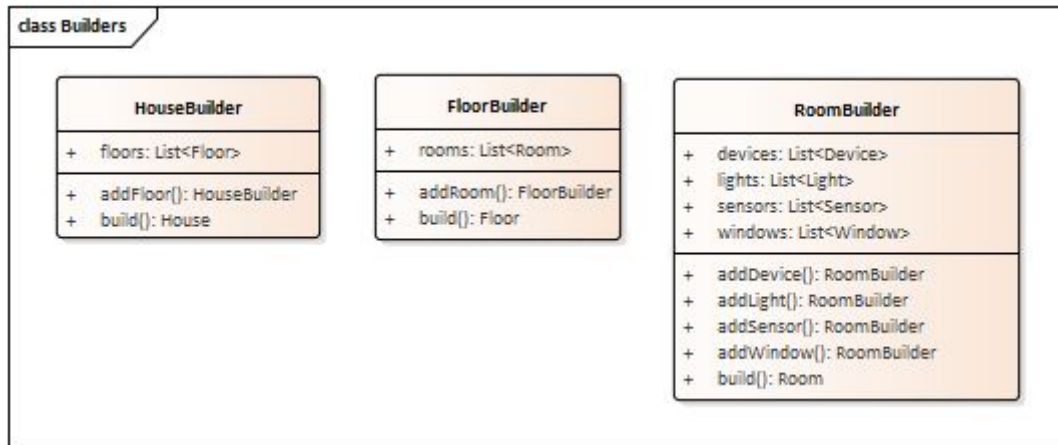 class Builders
HouseBuilder
+ floors: List<Floor>
+ addFloor(): HouseBuilder
+ build(): House
FloorBuilder
+ rooms: List<Room>
+ addRoom(): FloorBuilder
+ build(): Floor
RoomBuilder
+ devices: List<Device>
+ lights: List<Light>
+ sensors: List<Sensor>
+ windows: List<Window>
+ addDevice(): RoomBuilder
+ addLight(): RoomBuilder
+ addSensor(): RoomBuilder
+ addWindow(): RoomBuilder
+ build(): Room